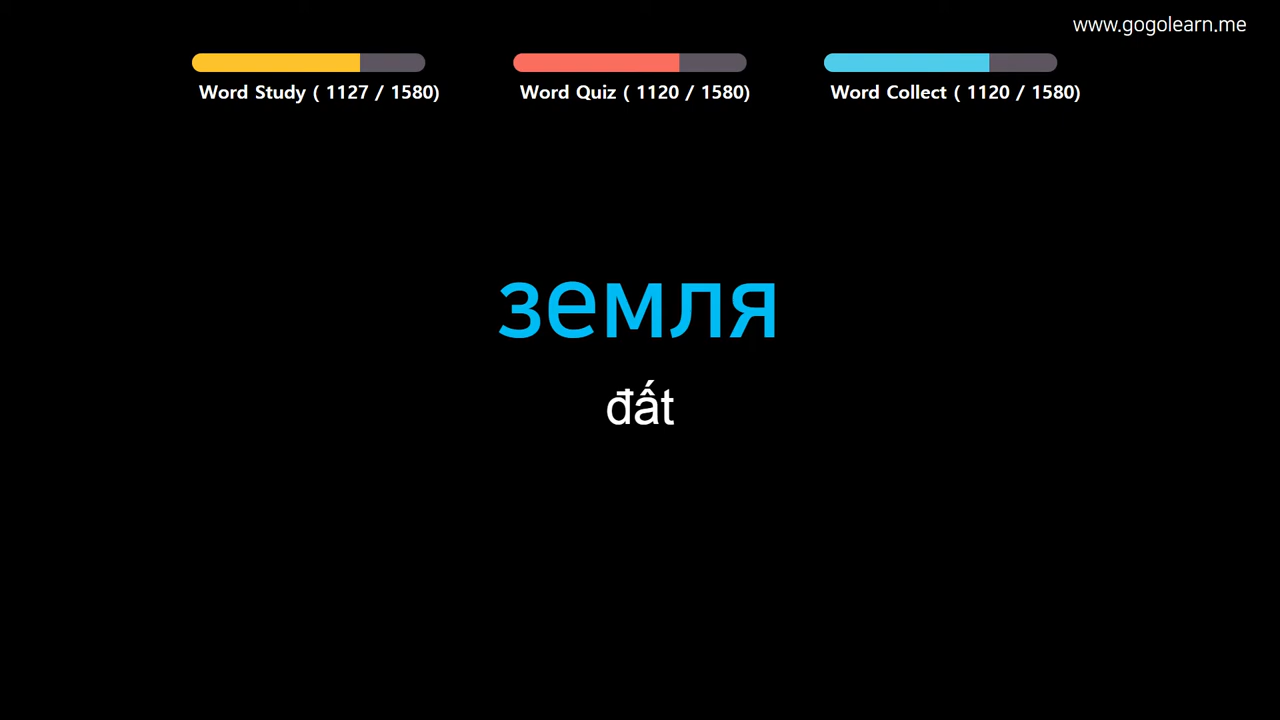 www.gogolearn.me
Word Study ( 1127 / 1580)
Word Quiz ( 1120 / 1580)
Word Collect ( 1120 / 1580)
земля
đất